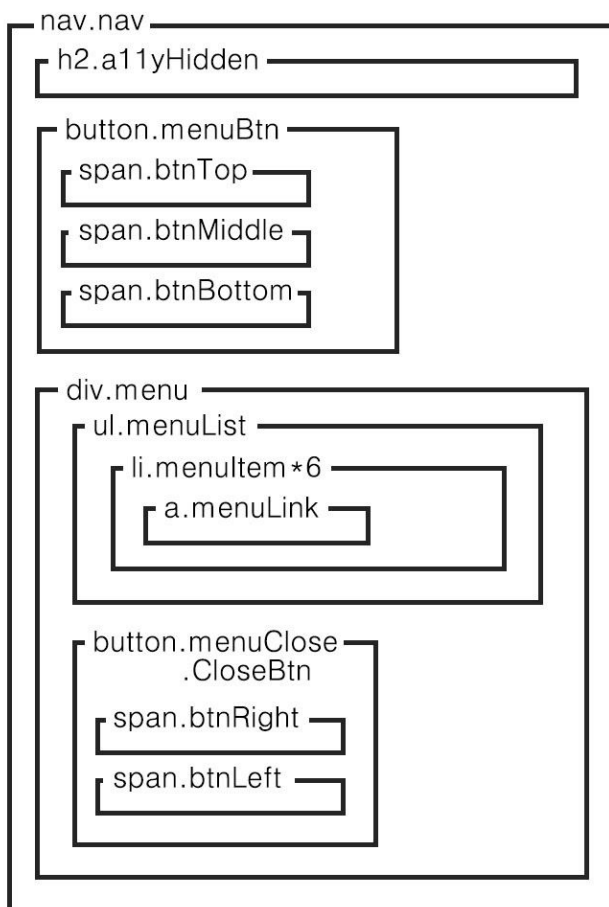 nav.nav
h2.a11yHidden
button.menuBtn
span.btnTop
span.btnMiddle
span.btnBottom
div.menu
ul.menuList
li.menuItem*6
a.menuLink
button.menuClose
.CloseBtn
span.btnRight
span.btnLeft